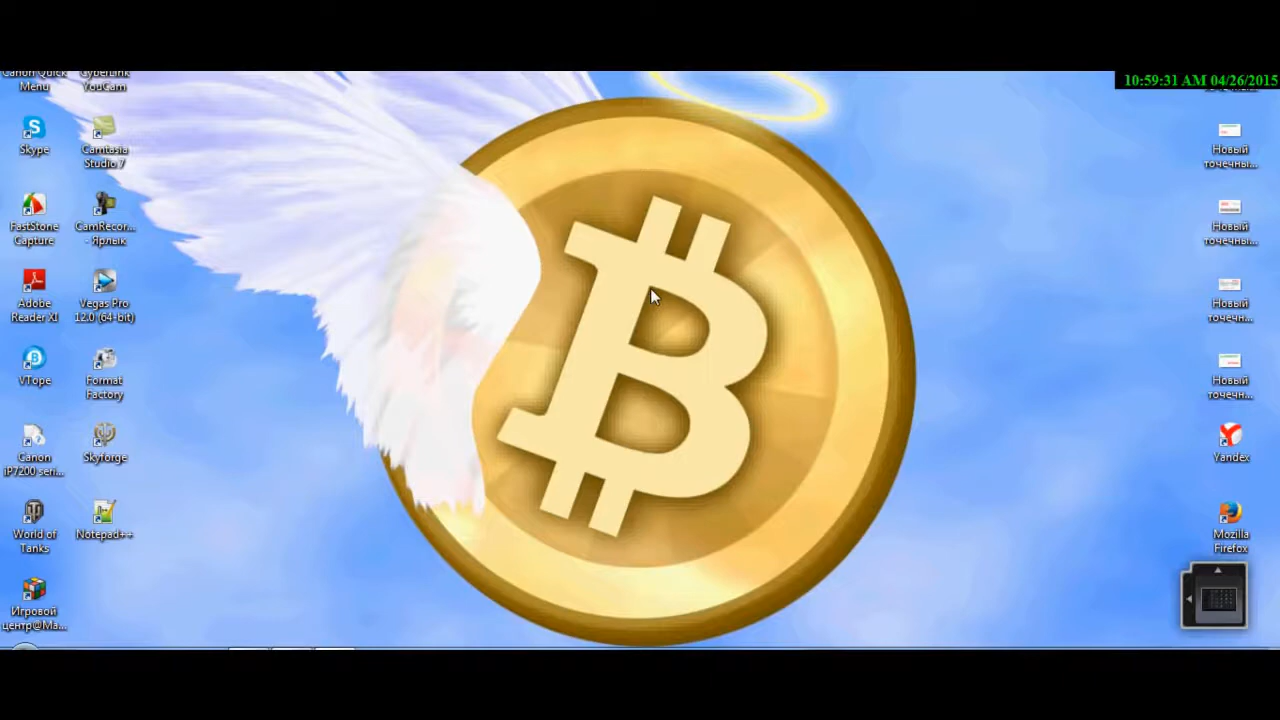 10:59:31 AM 04/26/2015
Canon Quick
Menu
CyberLink
YouCam
Skype
Camtasia
Studio 7
FastStone
Capture
CamRecor...
- Ярлык
Adobe
Reader XI
Vegas Pro
12.0 (64-bit)
VTope
Format
Factory
Canon
iP7200 seri...
Skyforge
World of
Tanks
Notepad++
Игровой
центр@Ma...
Новый
точечны...
Новый
точечны...
Новый
точечн...
Новый
точечн...
Yandex
Mozilla
Firefox